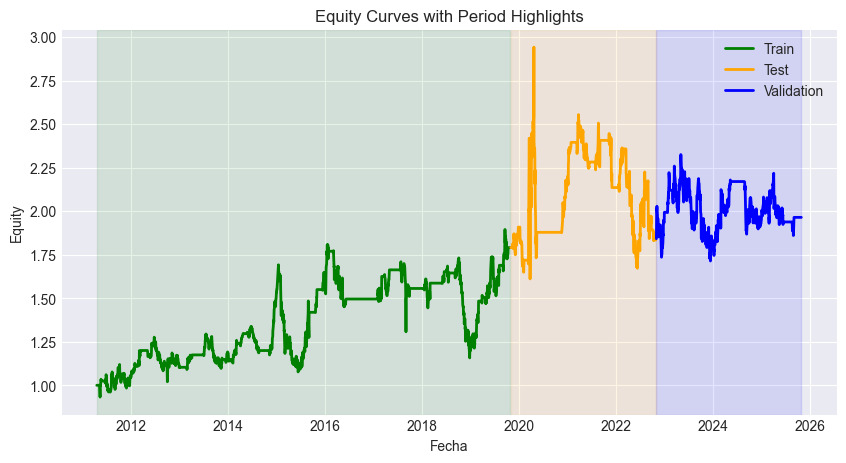 Equity Curves with Period Highlights
Train
Test
Validation
Equity
3.00
2.75
2.50
2.25
2.00
1.75
1.50
1.25
1.00
2012 2014 2016 2018 2020 2022 2024 2026
Fecha